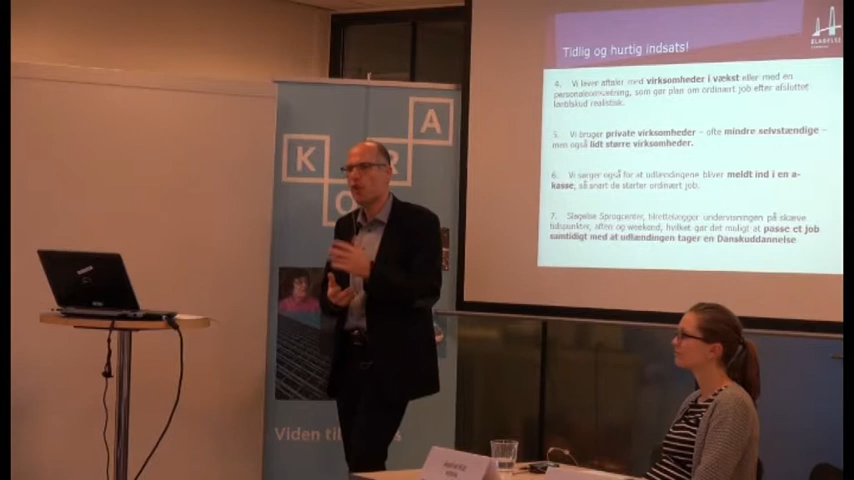 Tidlig og hurtig indsats!
SLAGELSE
4. Vi laver aftaler med virksomheder i vækst eller med en
personaleomsætning, som gør plan om ordinært job efter afsluttet
løntilskud realistisk.
5. Vi bruger private virksomheder – ofte mindre selvstændige –
men også lidt større virksomheder.
6. Vi sørger også for at udlændingene bliver meldt ind i en a-
kasse, så snart de starter ordinært job.
7. Slagelse Sprogcenter, tilrettelægger undervisningen på skæve
tidspunkter, aften og weekend, hvilket gør det muligt at passe et job
samtidigt med at udlændingen tager en Danskuddannelse
KORA
Viden til